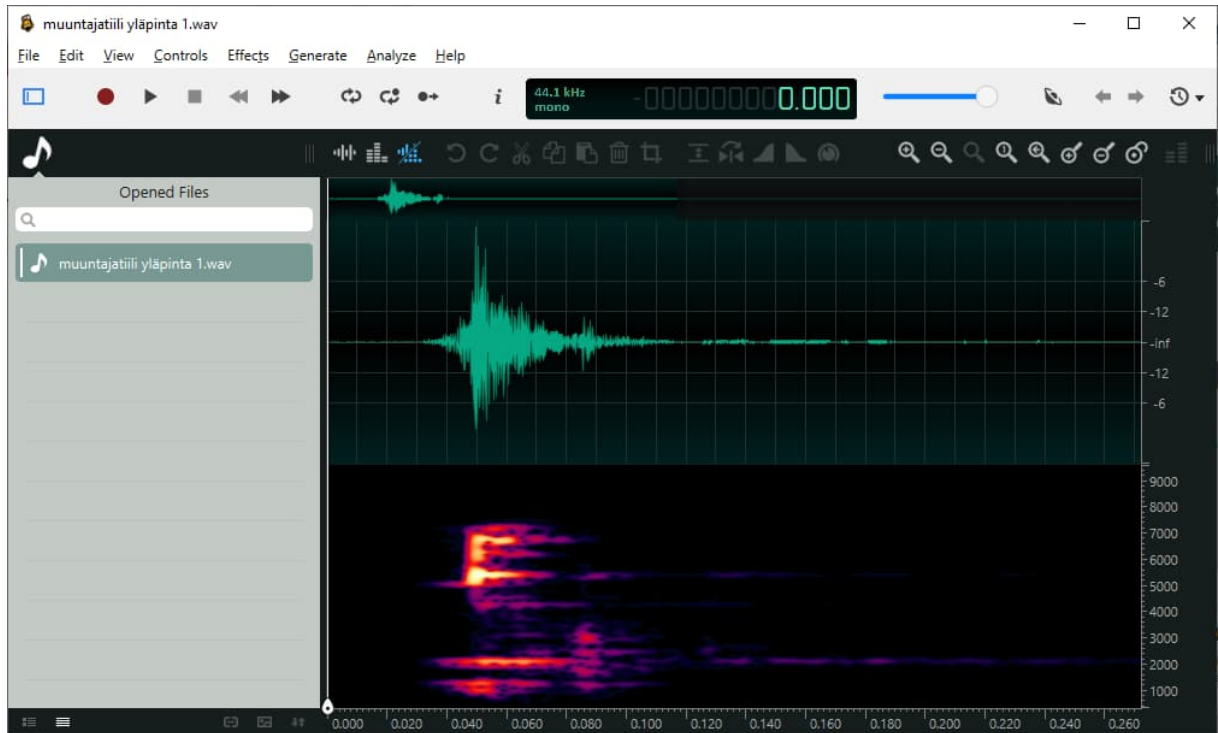 muuntajatiili yläpinta 1.wav
File Edit View Controls Effects Generate Analyze Help
44.1 kHz
mono
-000000000.000
Opened Files
muuntajatiili yläpinta 1.wav
-6
-12
-inf
-12
-6
9000
8000
7000
6000
5000
4000
3000
2000
1000
0.000 0.020 0.040 0.060 0.080 0.100 0.120 0.140 0.160 0.180 0.200 0.220 0.240 0.260